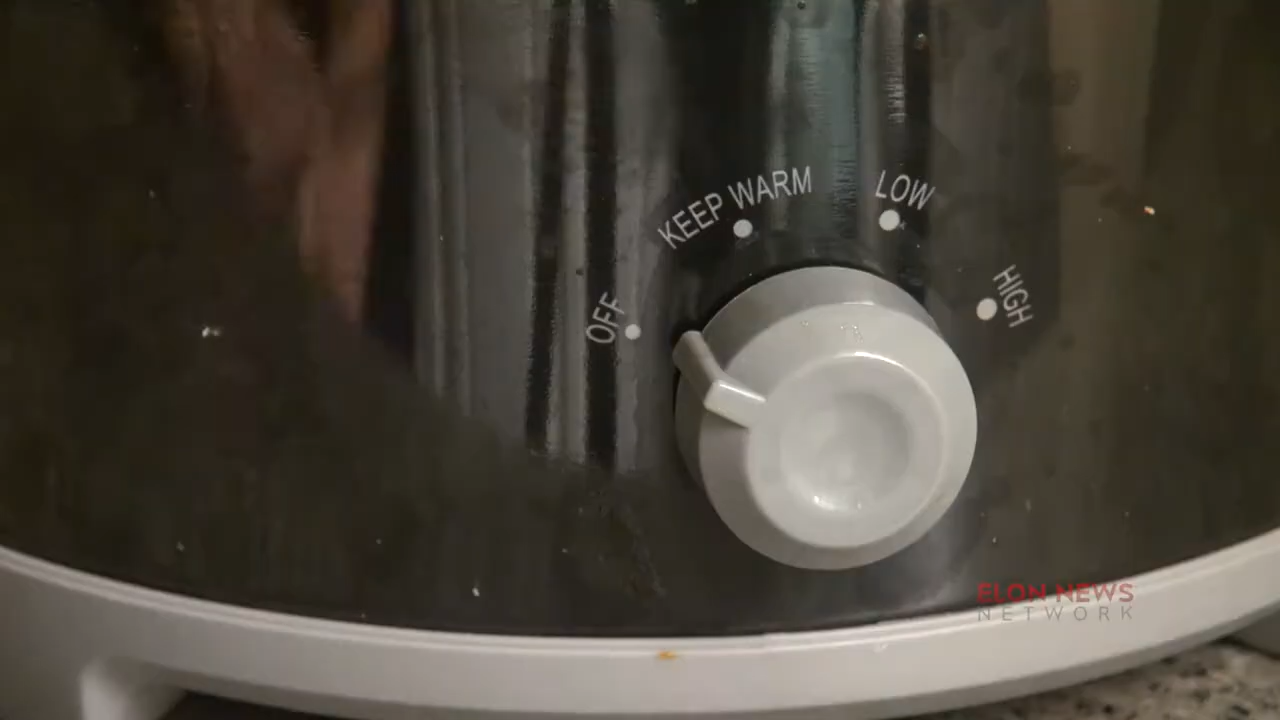 KEEP WARM
LOW
OFF
HIGH
ELON NEWS
NETWORK